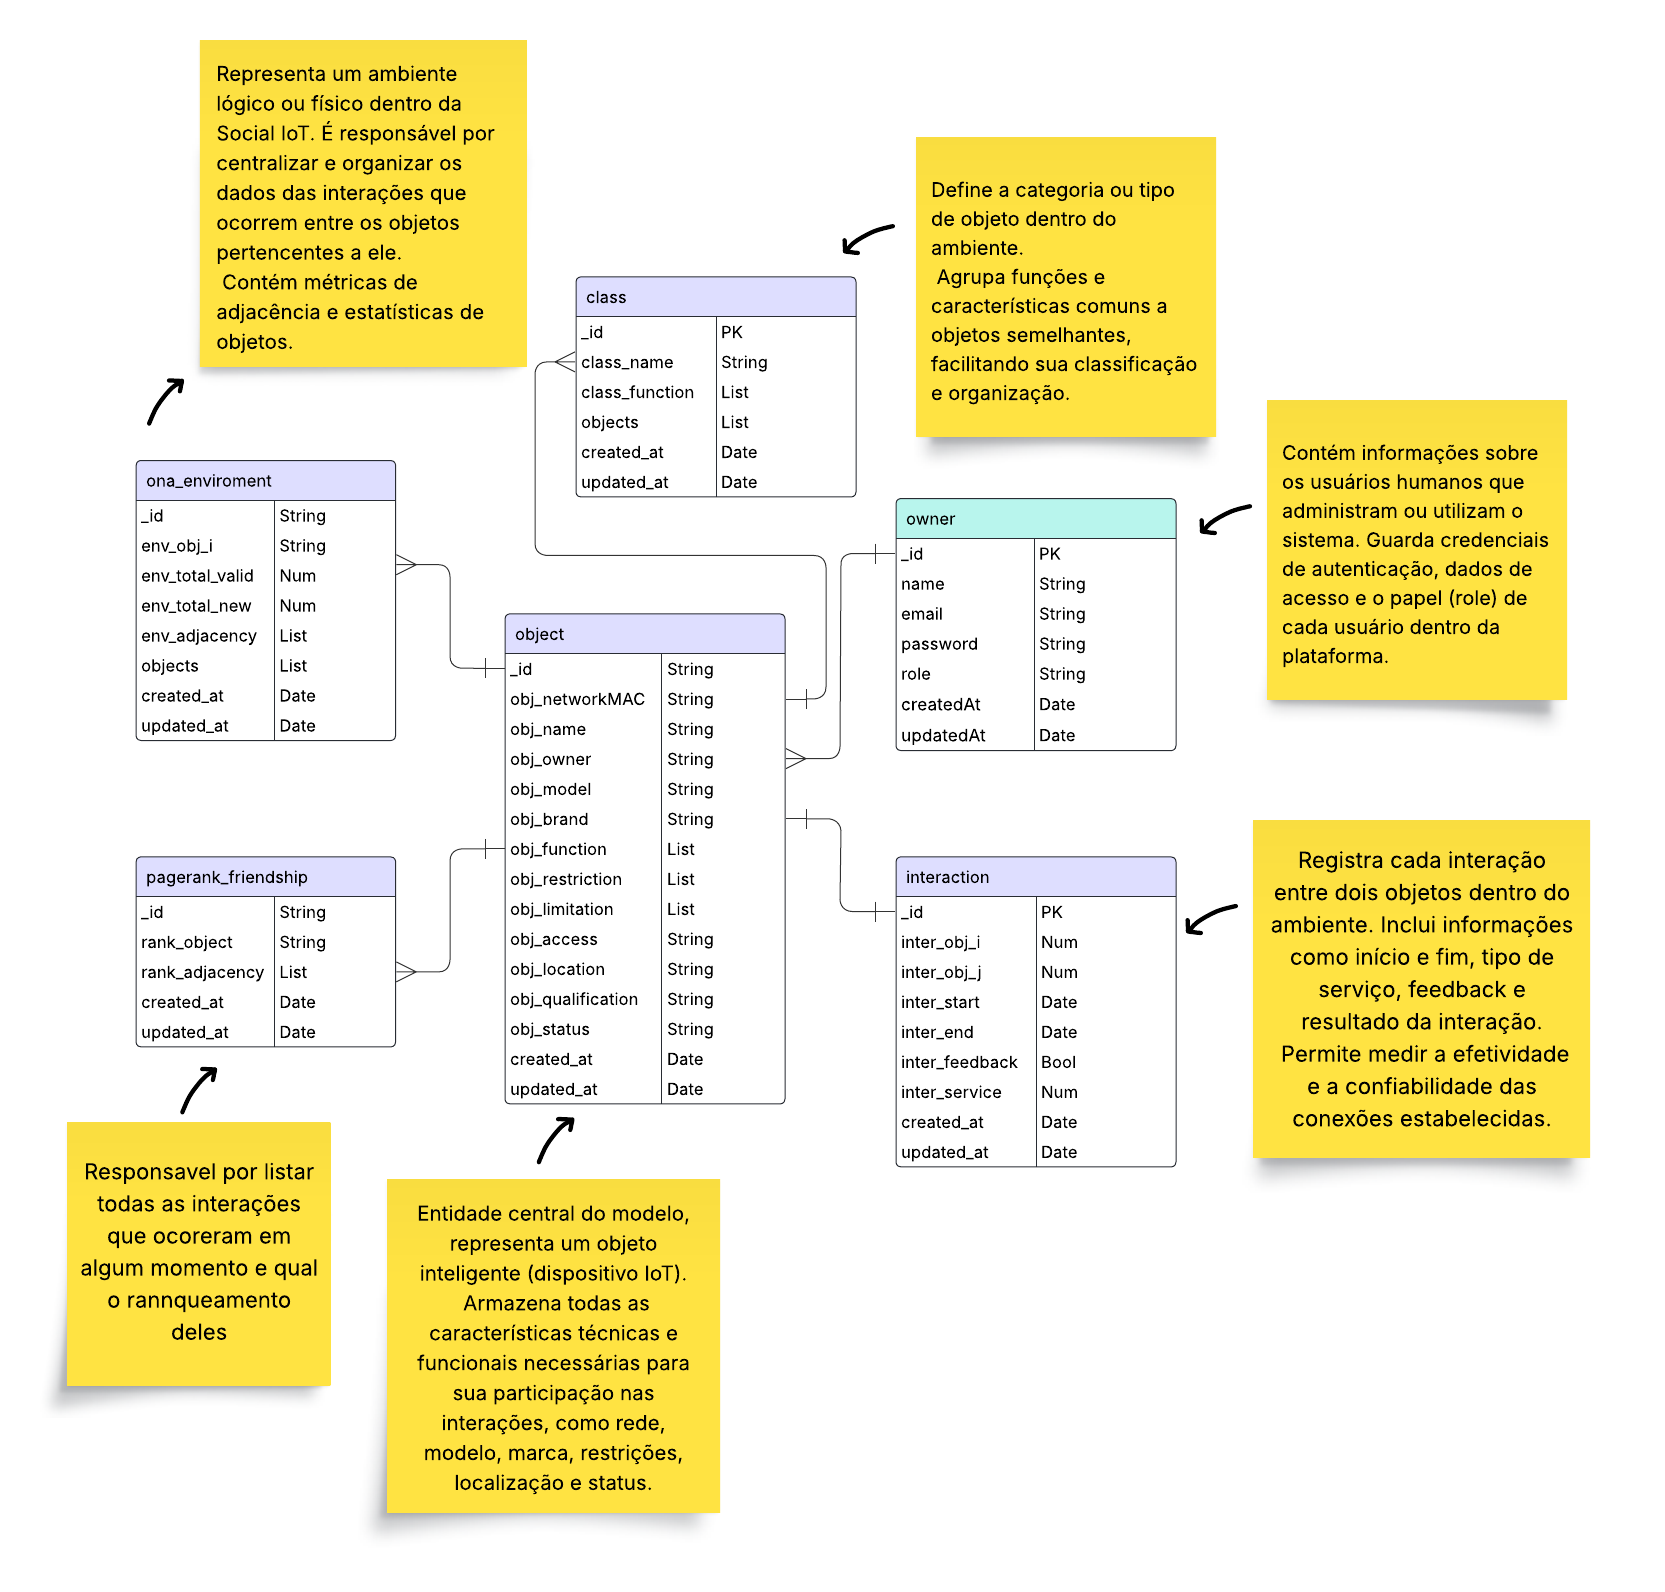 Representa um ambiente
lógico ou físico dentro da
Social IoT. É responsável por
centralizar e organizar os
dados das interações que
ocorrem entre os objetos
pertencentes a ele.
Contém métricas de
adjacência e estatísticas de
objetos.
Define a categoria ou tipo
de objeto dentro do
ambiente.
Agrupa funções e
características comuns a
objetos semelhantes,
facilitando sua classificação
e organização.
class
_id PK
class_name String
class_function List
objects List
created_at Date
updated_at Date
Contém informações sobre
os usuários humanos que
administram ou utilizam o
sistema. Guarda credenciais
de autenticação, dados de
acesso e o papel (role) de
cada usuário dentro da
plataforma.
ona_enviroment
_id String
env_obj_i String
env_total_valid Num
env_total_new Num
env_adjacency List
objects List
created_at Date
updated_at Date
owner
_id PK
name String
email String
password String
role String
createdAt Date
updatedAt Date
object
_id String
obj_networkMAC String
obj_name String
obj_owner String
obj_model String
obj_brand String
obj_function List
obj_restriction List
obj_limitation List
obj_access String
obj_location String
obj_qualification String
obj_status String
created_at Date
updated_at Date
pagerank_friendship
_id String
rank_object String
rank_adjacency List
created_at Date
updated_at Date
interaction
_id PK
inter_obj_i Num
inter_obj_j Num
inter_start Date
inter_end Date
inter_feedback Bool
inter_service Num
created_at Date
updated_at Date
Registra cada interação
entre dois objetos dentro do
ambiente. Inclui informações
como início e fim, tipo de
serviço, feedback e
resultado da interação.
Permite medir a efetividade
e a confiabilidade das
conexões estabelecidas.
Responsavel por listar
todas as interações
que ocoreram em
algum momento e qual
o rannqueamento
deles
Entidade central do modelo,
representa um objeto
inteligente (dispositivo IoT).
Armazena todas as
características técnicas e
funcionais necessárias para
sua participação nas
interações, como rede,
modelo, marca, restrições,
localização e status.